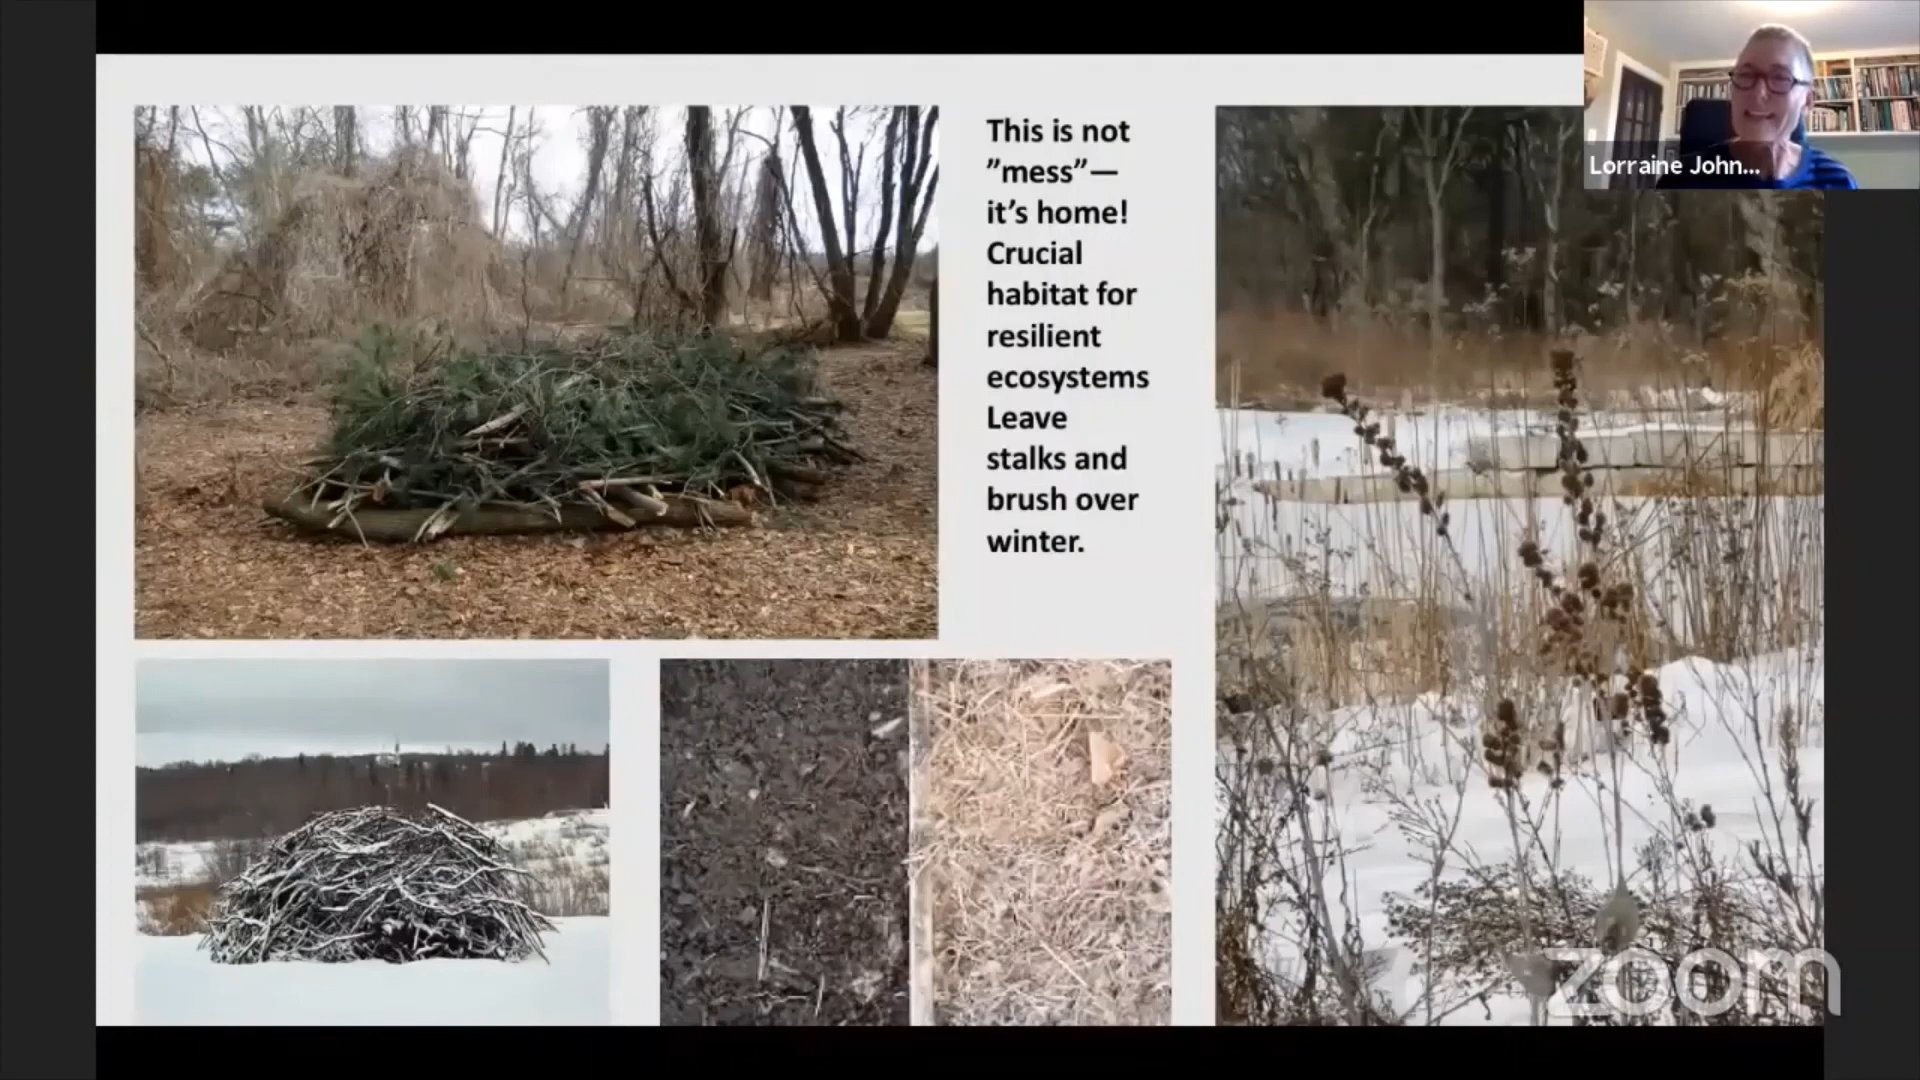 This is not
”mess”—
it’s home!
Crucial
habitat for
resilient
ecosystems
Leave
stalks and
brush over
winter.
Lorraine John...
zoom